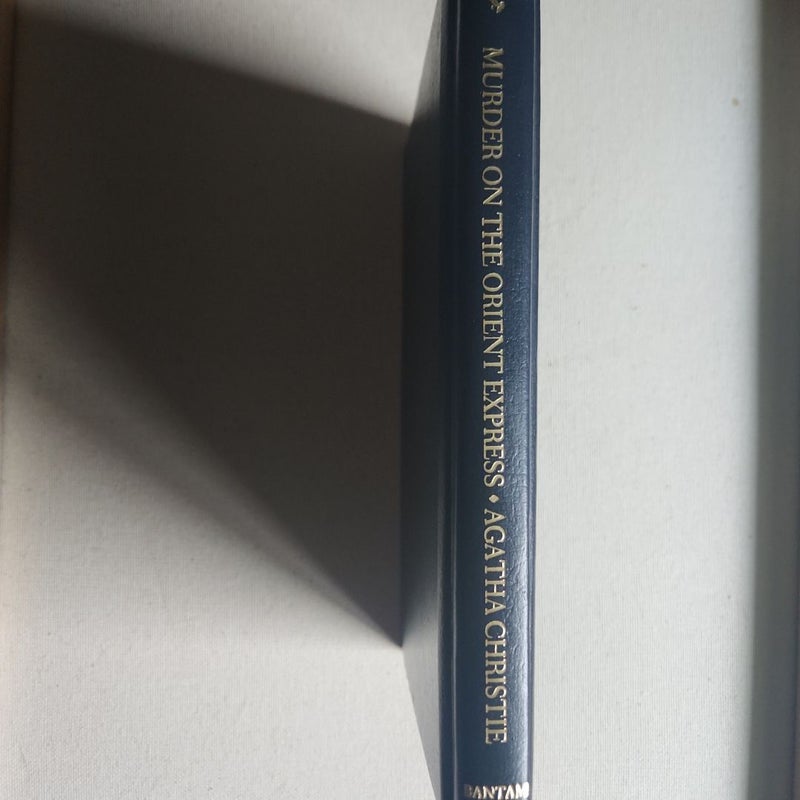 MURDER ON THE ORIENT EXPRESS • AGATHA CHRISTIE
BANTAM